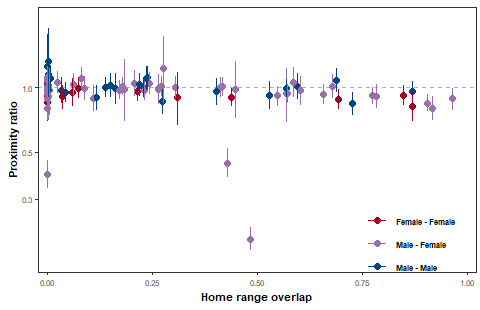 Proximity ratio
1.0
0.5
0.3
Female - Female
Male - Female
Male - Male
0.00
0.25
0.50
0.75
1.00
Home range overlap